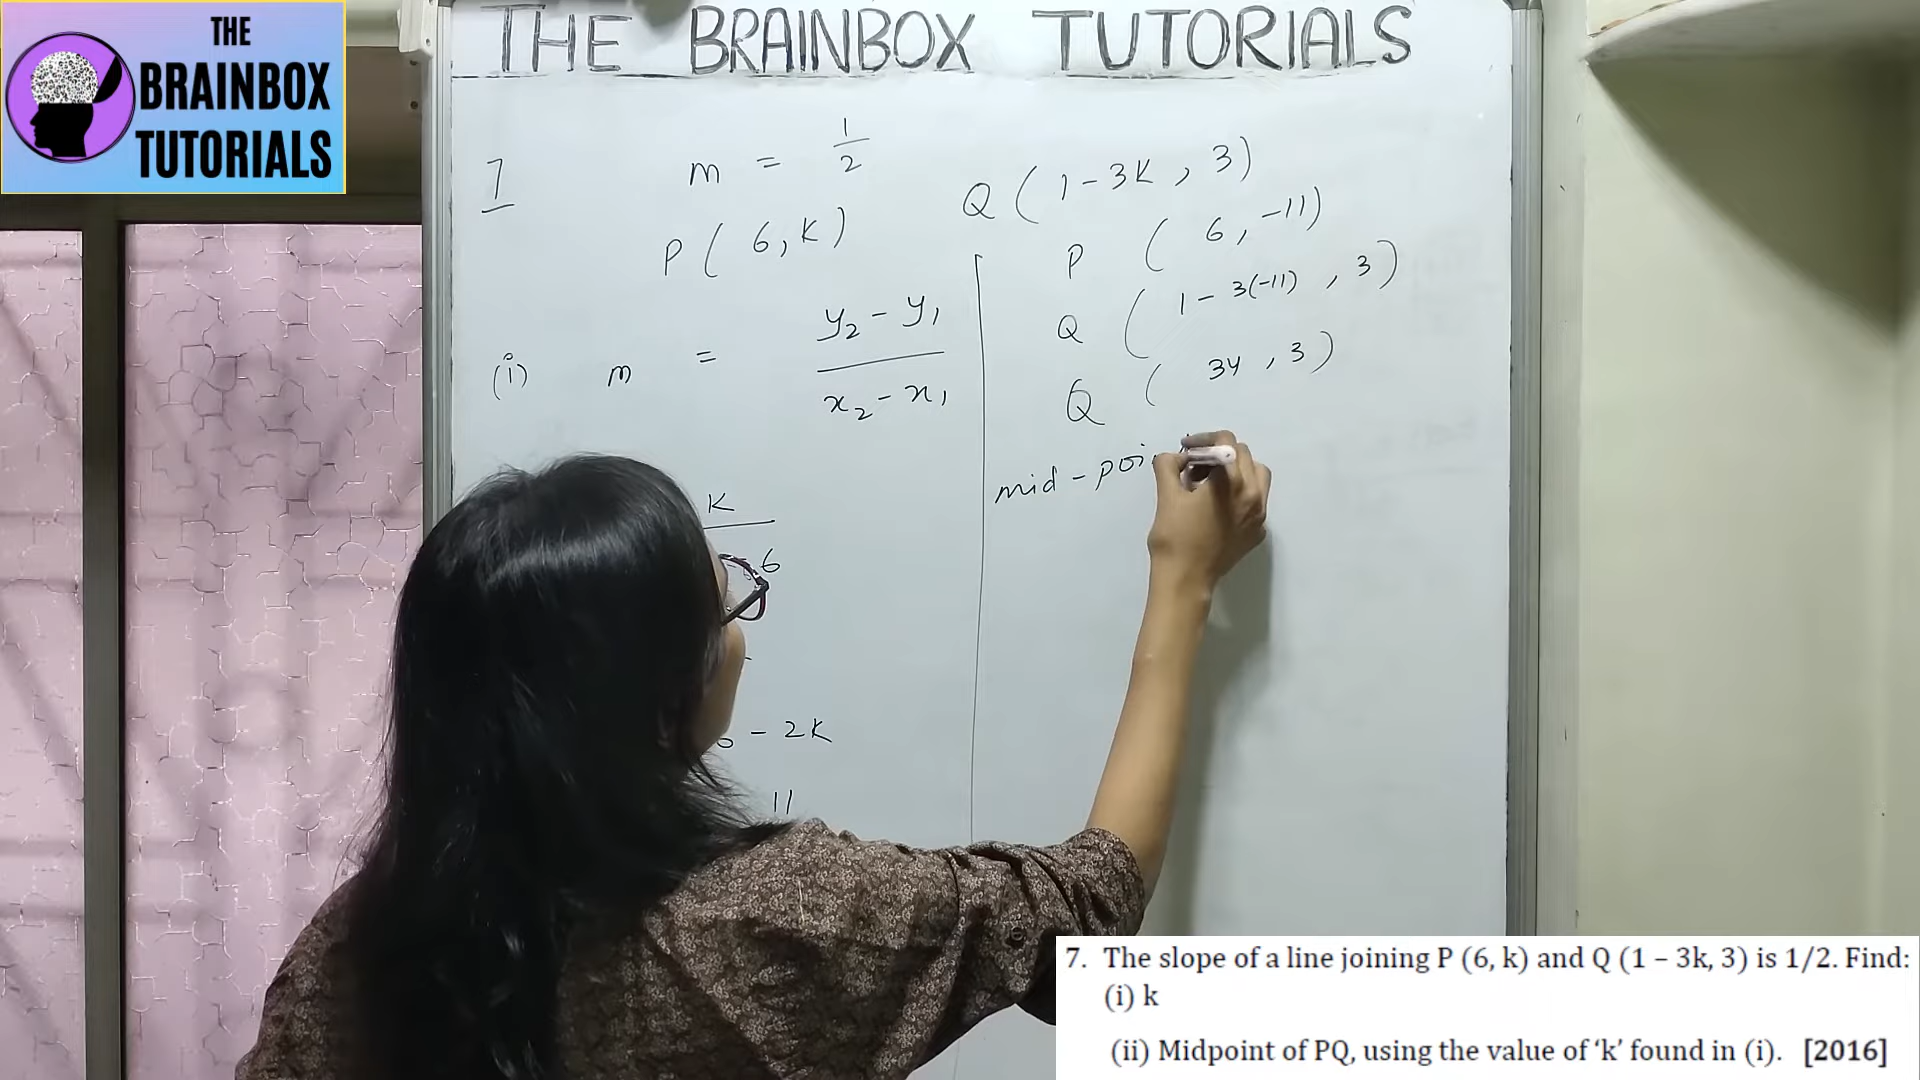 THE
BRAINBOX
TUTORIALS
THE BRAINBOX TUTORIALS
7
m = 1/2
P ( 6, K )
Q ( 1 - 3K , 3 )
(i) m = y₂ - y₁ / x₂ - x₁
K
6
- 2K
11
P ( 6, -11 )
Q ( 1 - 3(-11) , 3 )
Q ( 34 , 3 )
mid - poi
7. The slope of a line joining P (6, k) and Q (1 – 3k, 3) is 1/2. Find:
(i) k
(ii) Midpoint of PQ, using the value of ‘k’ found in (i). [2016]